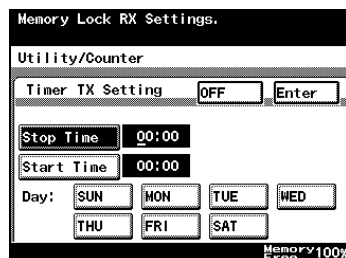 Memory Lock RX Settings.
Utility/Counter
Timer TX Setting OFF Enter
Stop Time 00:00
Start Time 00:00
Day: SUN MON TUE WED
THU FRI SAT
Memory Free 100%